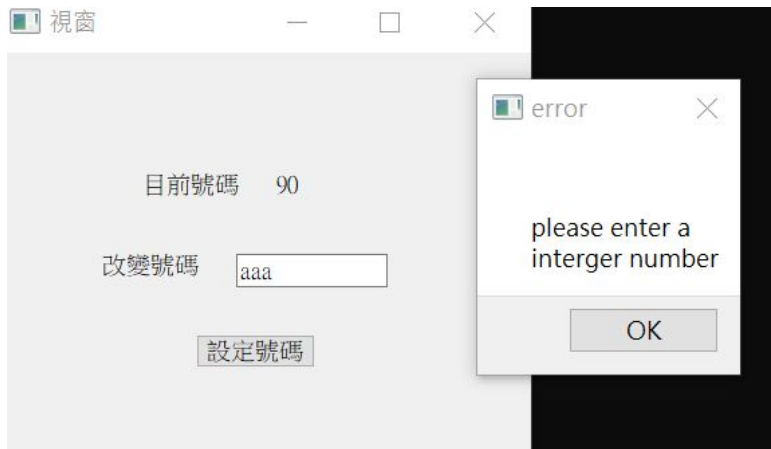 視窗
目前號碼 90
改變號碼 aaa
設定號碼
error
please enter a
interger number
OK